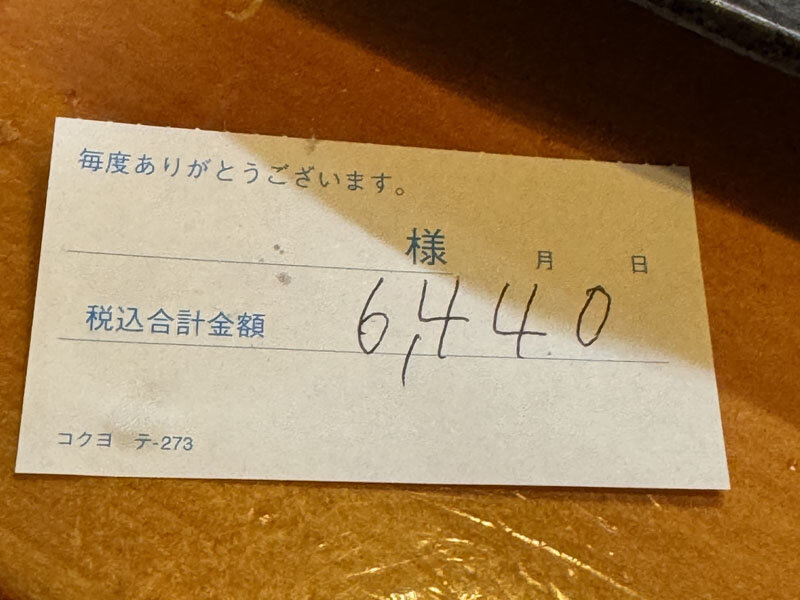 毎度ありがとうございます。
様 月 日
税込合計金額 6,440
コクヨ テ-273